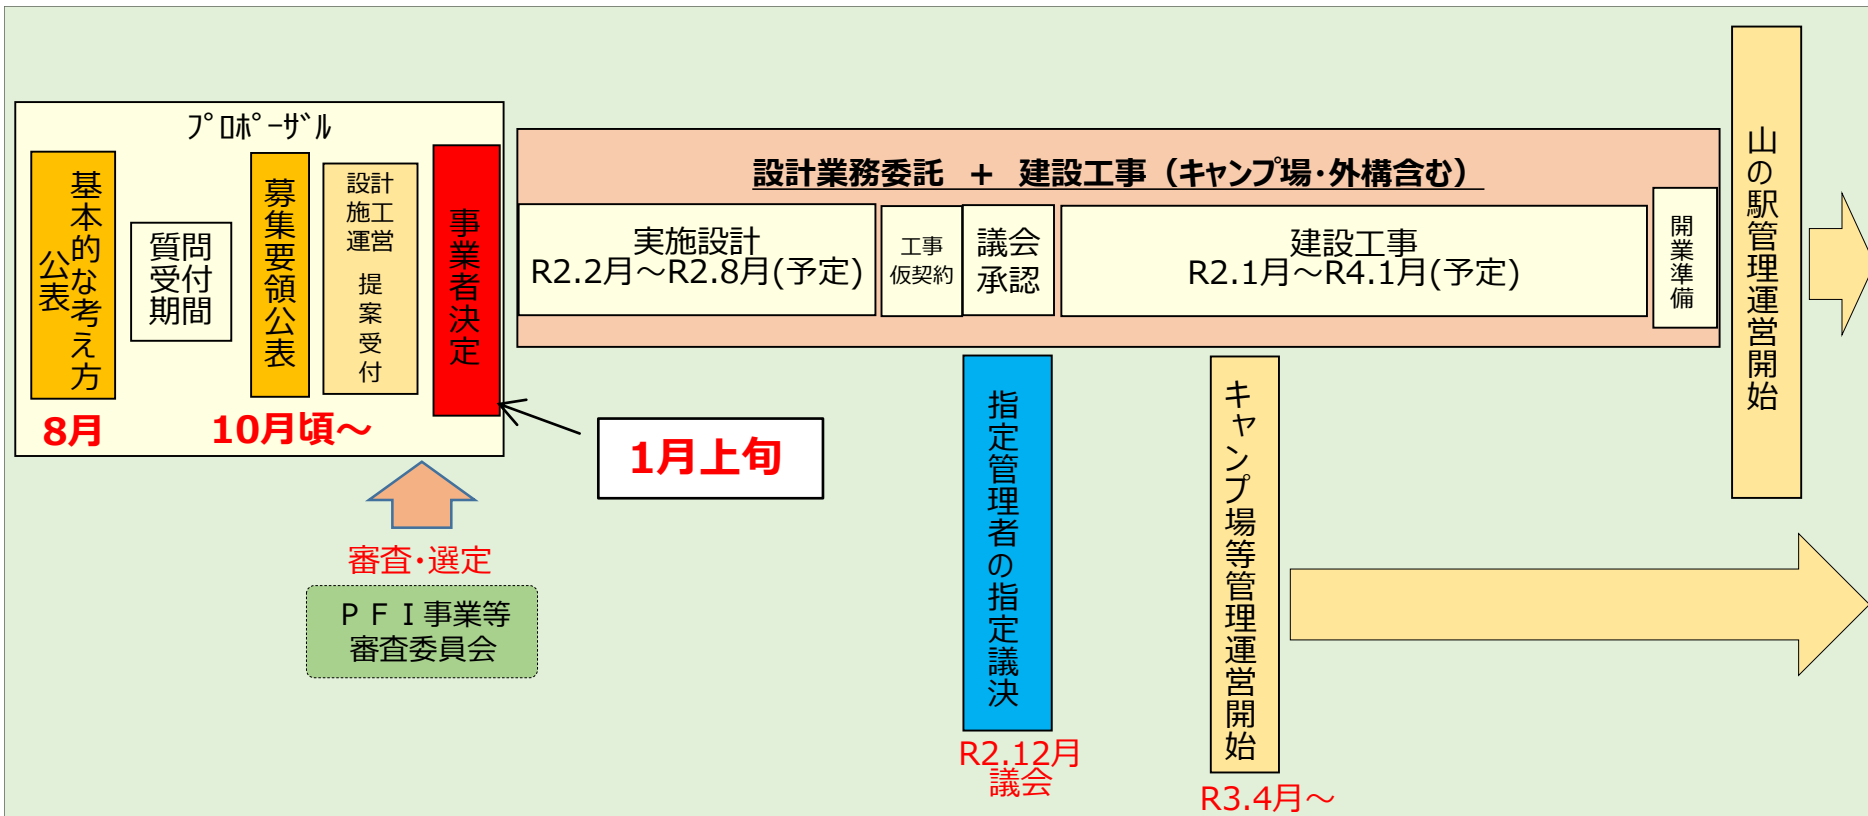 ﾌﾟﾛﾎﾟｰｻﾞﾙ
基本的な考え方
公表
質問
受付
期間
募集要領公表
設計
施工
運営
提案受付
事業者決定
8月
10月頃～
1月上旬
審査・選定
ＰＦＩ事業等
審査委員会
設計業務委託　+　建設工事（キャンプ場・外構含む）
実施設計
R2.2月～R2.8月(予定)
工事
仮契約
議会
承認
建設工事
R2.1月～R4.1月(予定)
開業準備
指定管理者の指定議決
R2.12月
議会
キャンプ場等管理運営開始
R3.4月～
山の駅管理運営開始